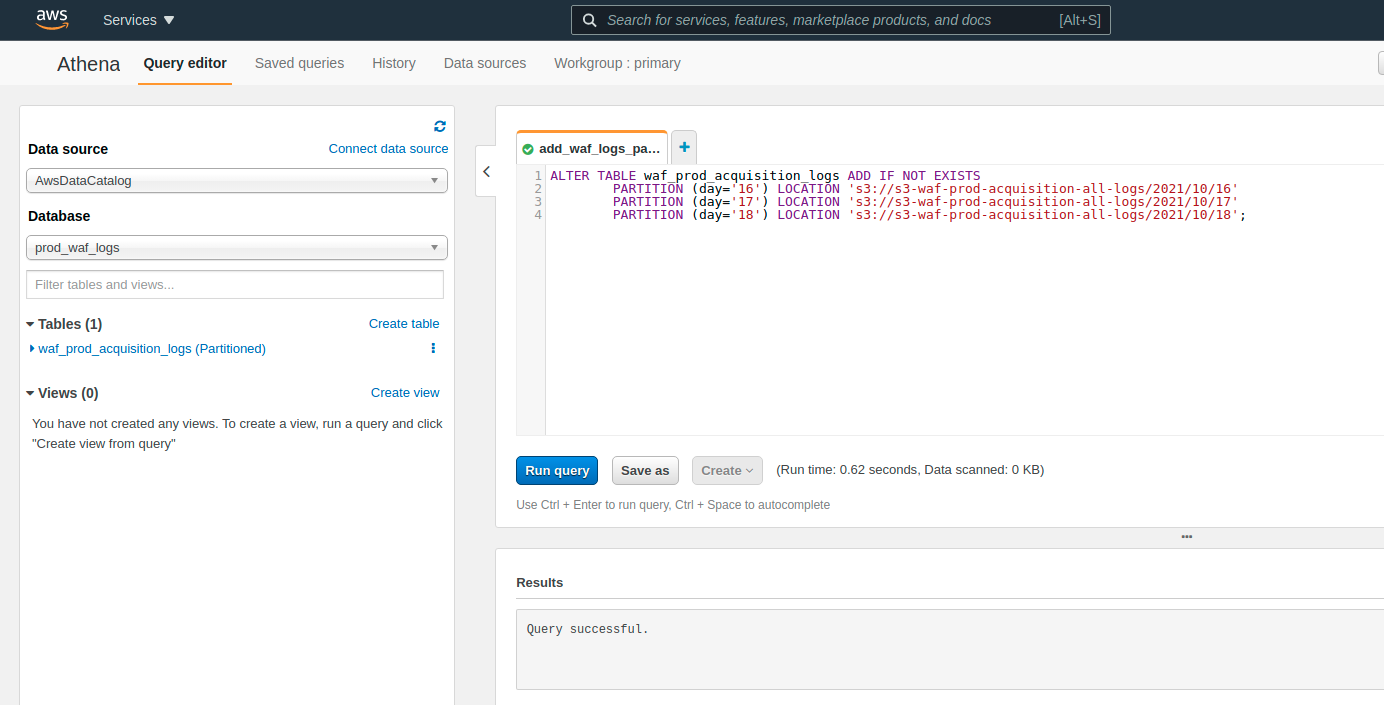 aws Services Search for services, features, marketplace products, and docs [Alt+S]
Athena Query editor Saved queries History Data sources Workgroup : primary
Data source Connect data source
AwsDataCatalog
Database
prod_waf_logs
Filter tables and views...
Tables (1) Create table
waf_prod_acquisition_logs (Partitioned)
Views (0) Create view
You have not created any views. To create a view, run a query and click
"Create view from query"
add_waf_logs_pa... +
1 ALTER TABLE waf_prod_acquisition_logs ADD IF NOT EXISTS
2 PARTITION (day='16') LOCATION 's3://s3-waf-prod-acquisition-all-logs/2021/10/16'
3 PARTITION (day='17') LOCATION 's3://s3-waf-prod-acquisition-all-logs/2021/10/17'
4 PARTITION (day='18') LOCATION 's3://s3-waf-prod-acquisition-all-logs/2021/10/18';
Run query Save as Create (Run time: 0.62 seconds, Data scanned: 0 KB)
Use Ctrl + Enter to run query, Ctrl + Space to autocomplete
Results
Query successful.